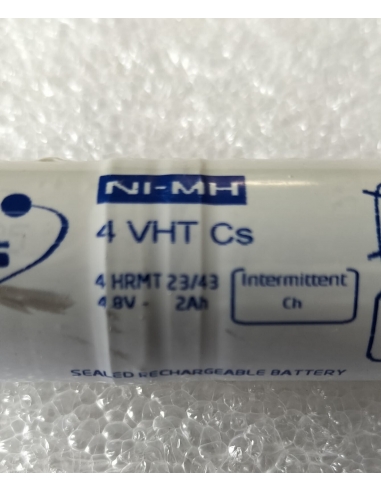 NI-MH
4 VHT Cs
4 HRMT 23/43
4.8V - 2Ah
Intermittent
Ch
SEALED RECHARGEABLE BATTERY